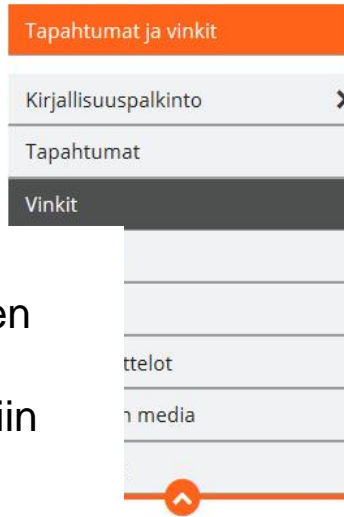 Tapahtumat ja vinkit
Kirjallisuuspalkinto
Tapahtumat
Vinkit
en
ttelot
iin
n media